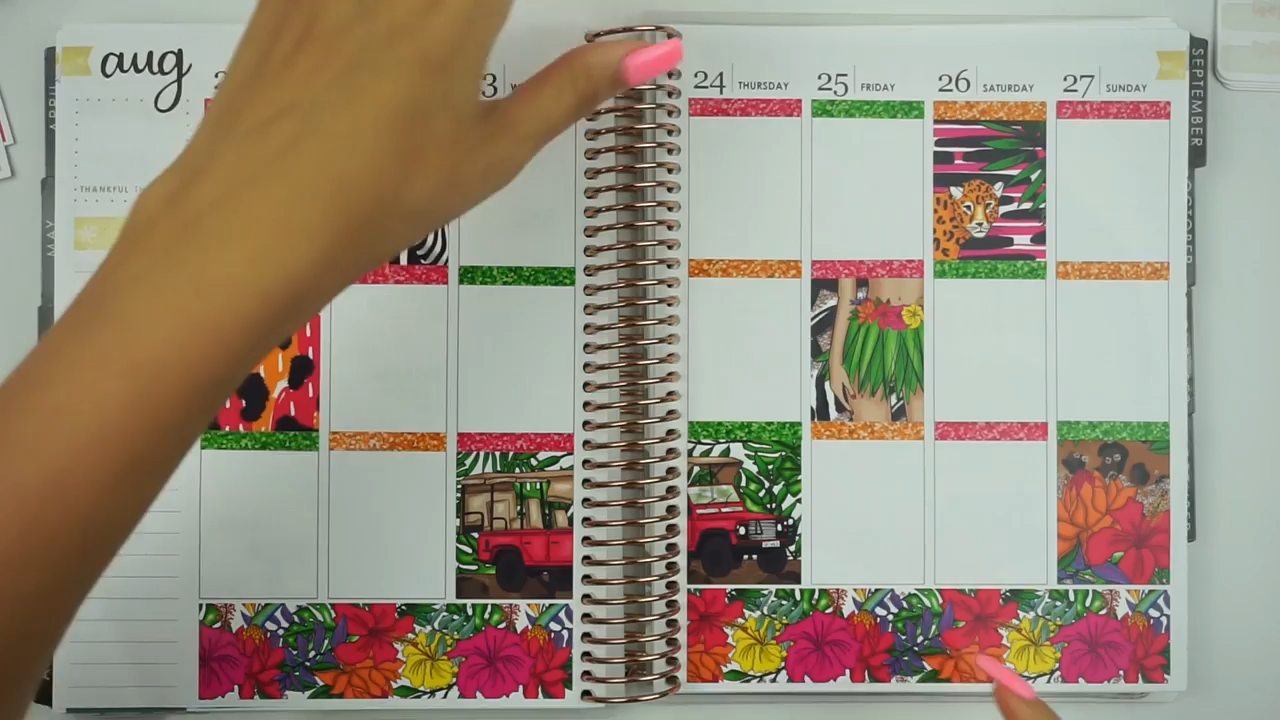 aug
24 THURSDAY
25 FRIDAY
26 SATURDAY
27 SUNDAY
THANKFUL
APRIL
MAY
SEPTEMBER
OCTOBER